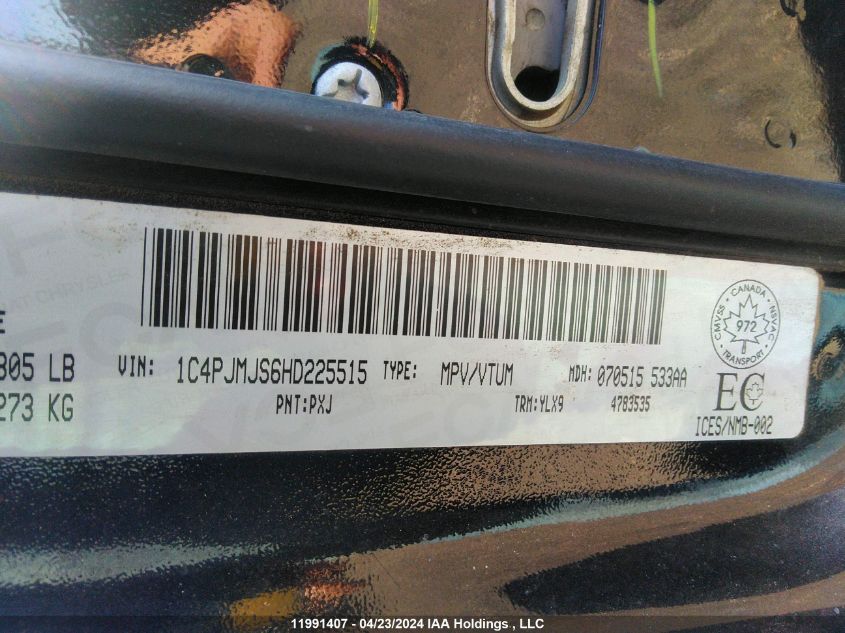 E
305 LB
273 KG
VIN: 1C4PJMJS6HD225515 TYPE: MPV/VTUM MDH: 070515 533AA
PNT:PXJ TRM:YLX9 4783535
CMVSS · CANADA · NSVAC
972
TRANSPORT
EC
ICES/NMB-002
11991407 - 04/23/2024 IAA Holdings , LLC